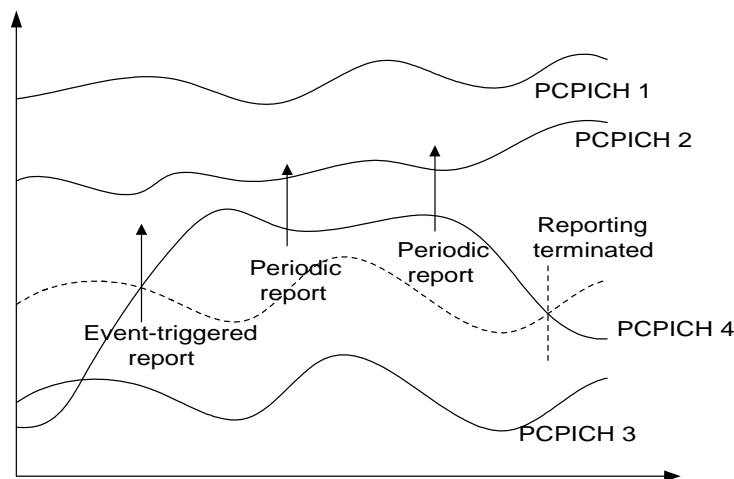 PCPICH 1
PCPICH 2
Reporting
terminated
Periodic
report
Periodic
report
Event-triggered
report
PCPICH 4
PCPICH 3